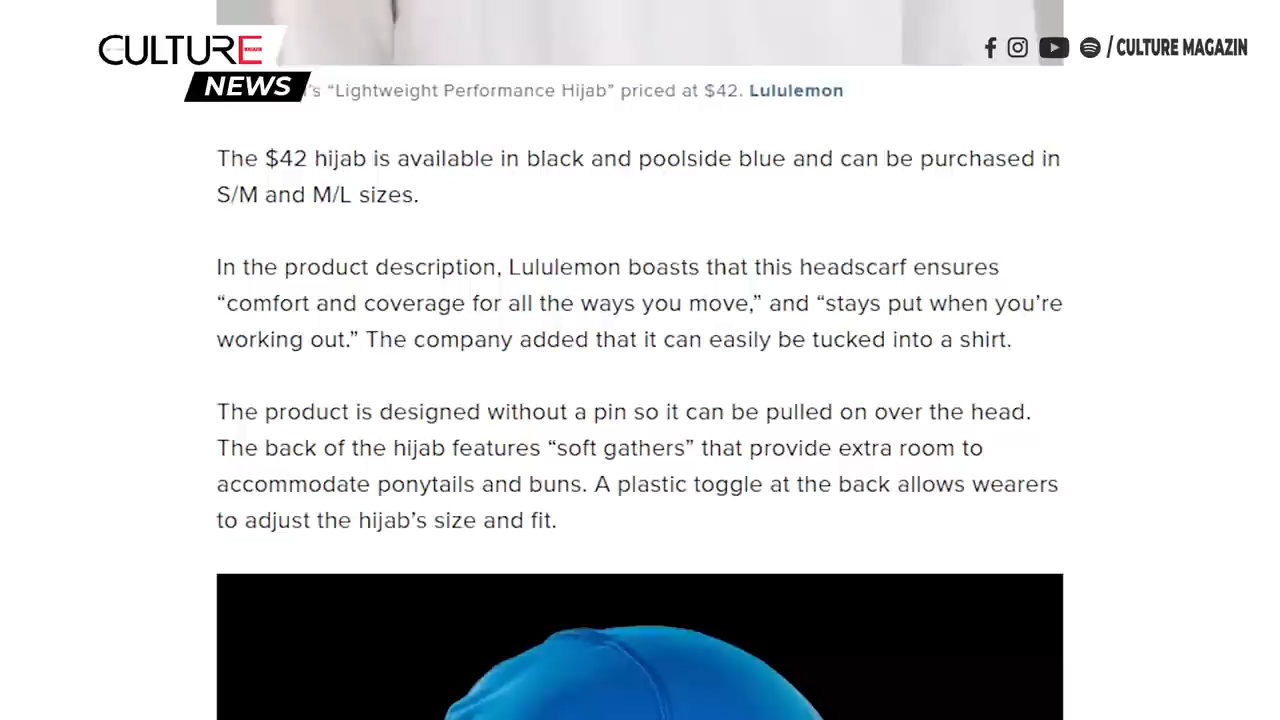 CULTURE
NEWS
/ CULTURE MAGAZIN
's “Lightweight Performance Hijab” priced at $42. Lululemon
The $42 hijab is available in black and poolside blue and can be purchased in
S/M and M/L sizes.
In the product description, Lululemon boasts that this headscarf ensures
“comfort and coverage for all the ways you move,” and “stays put when you’re
working out.” The company added that it can easily be tucked into a shirt.
The product is designed without a pin so it can be pulled on over the head.
The back of the hijab features “soft gathers” that provide extra room to
accommodate ponytails and buns. A plastic toggle at the back allows wearers
to adjust the hijab’s size and fit.